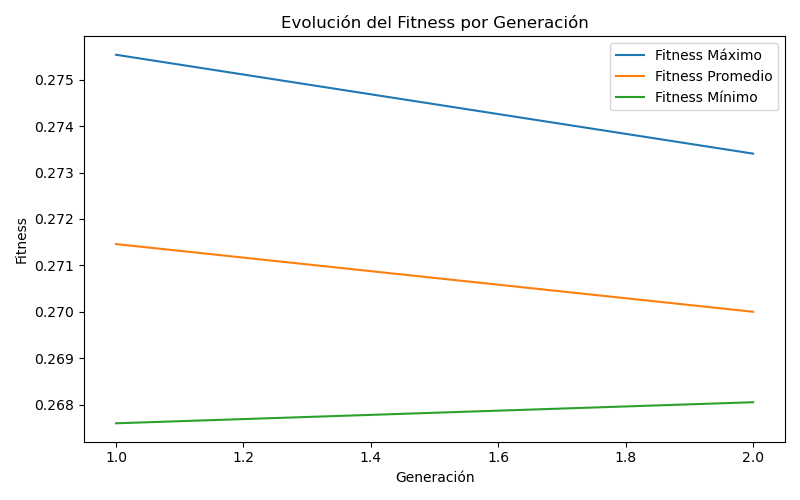 Evolución del Fitness por Generación
Fitness Máximo
Fitness Promedio
Fitness Mínimo
0.275
0.274
0.273
0.272
0.271
0.270
0.269
0.268
Fitness
1.0 1.2 1.4 1.6 1.8 2.0
Generación